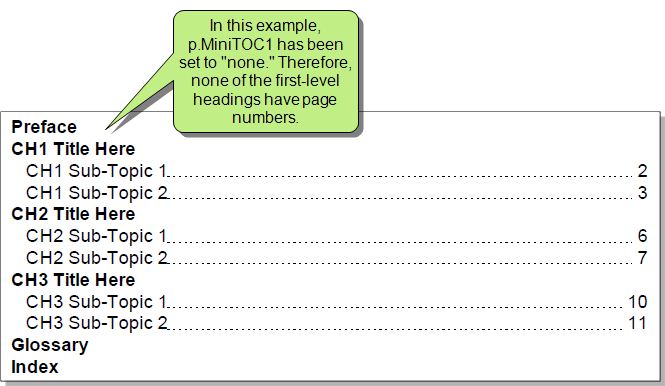 In this example,
p.MiniTOC1 has been
set to "none." Therefore,
none of the first-level
headings have page
numbers.
Preface
CH1 Title Here
CH1 Sub-Topic 1 2
CH1 Sub-Topic 2 3
CH2 Title Here
CH2 Sub-Topic 1 6
CH2 Sub-Topic 2 7
CH3 Title Here
CH3 Sub-Topic 1 10
CH3 Sub-Topic 2 11
Glossary
Index